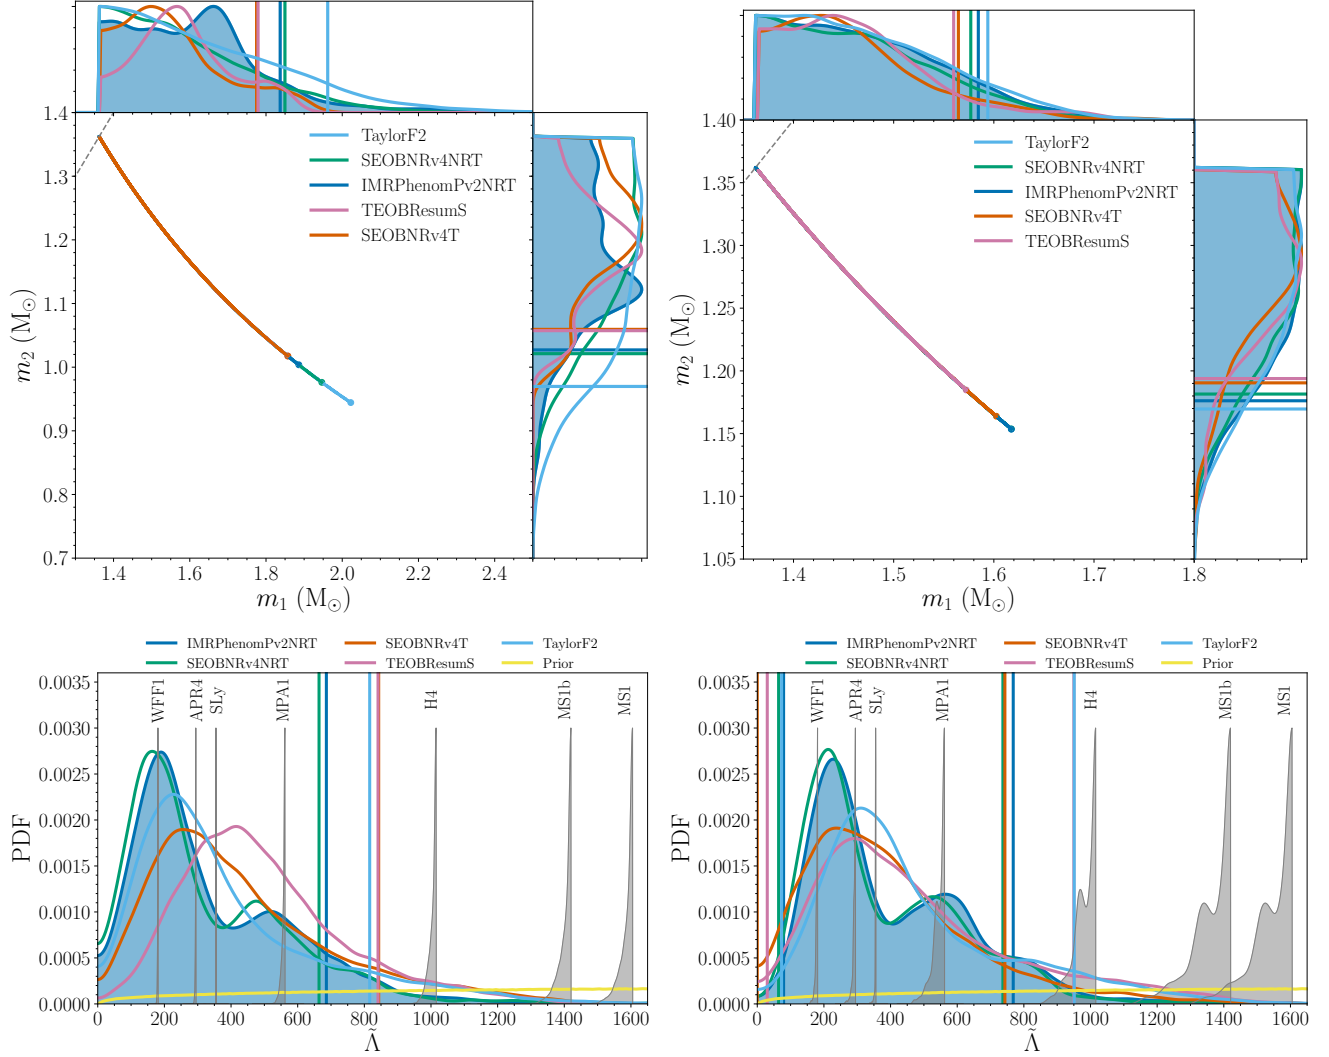 1.4
1.3
1.2
1.1
1.0
0.9
0.8
0.7
m₂ (M⊙)
TaylorF2
SEOBNRv4NRT
IMRPhenomPv2NRT
TEOBResumS
SEOBNRv4T
1.4 1.6 1.8 2.0 2.2 2.4
m₁ (M⊙)
1.40
1.35
1.30
1.25
1.20
1.15
1.10
1.05
m₂ (M⊙)
TaylorF2
SEOBNRv4NRT
IMRPhenomPv2NRT
SEOBNRv4T
TEOBResumS
1.4 1.5 1.6 1.7 1.8
m₁ (M⊙)
IMRPhenomPv2NRT SEOBNRv4T TaylorF2
SEOBNRv4NRT TEOBResumS Prior
0.0035
0.0030
0.0025
0.0020
0.0015
0.0010
0.0005
0.0000
PDF
WFF1 APR4 SLy MPA1 H4 MS1b MS1
0 200 400 600 800 1000 1200 1400 1600
Λ̃
IMRPhenomPv2NRT SEOBNRv4T TaylorF2
SEOBNRv4NRT TEOBResumS Prior
0.0035
0.0030
0.0025
0.0020
0.0015
0.0010
0.0005
0.0000
PDF
WFF1 APR4 SLy MPA1 H4 MS1b MS1
0 200 400 600 800 1000 1200 1400 1600
Λ̃